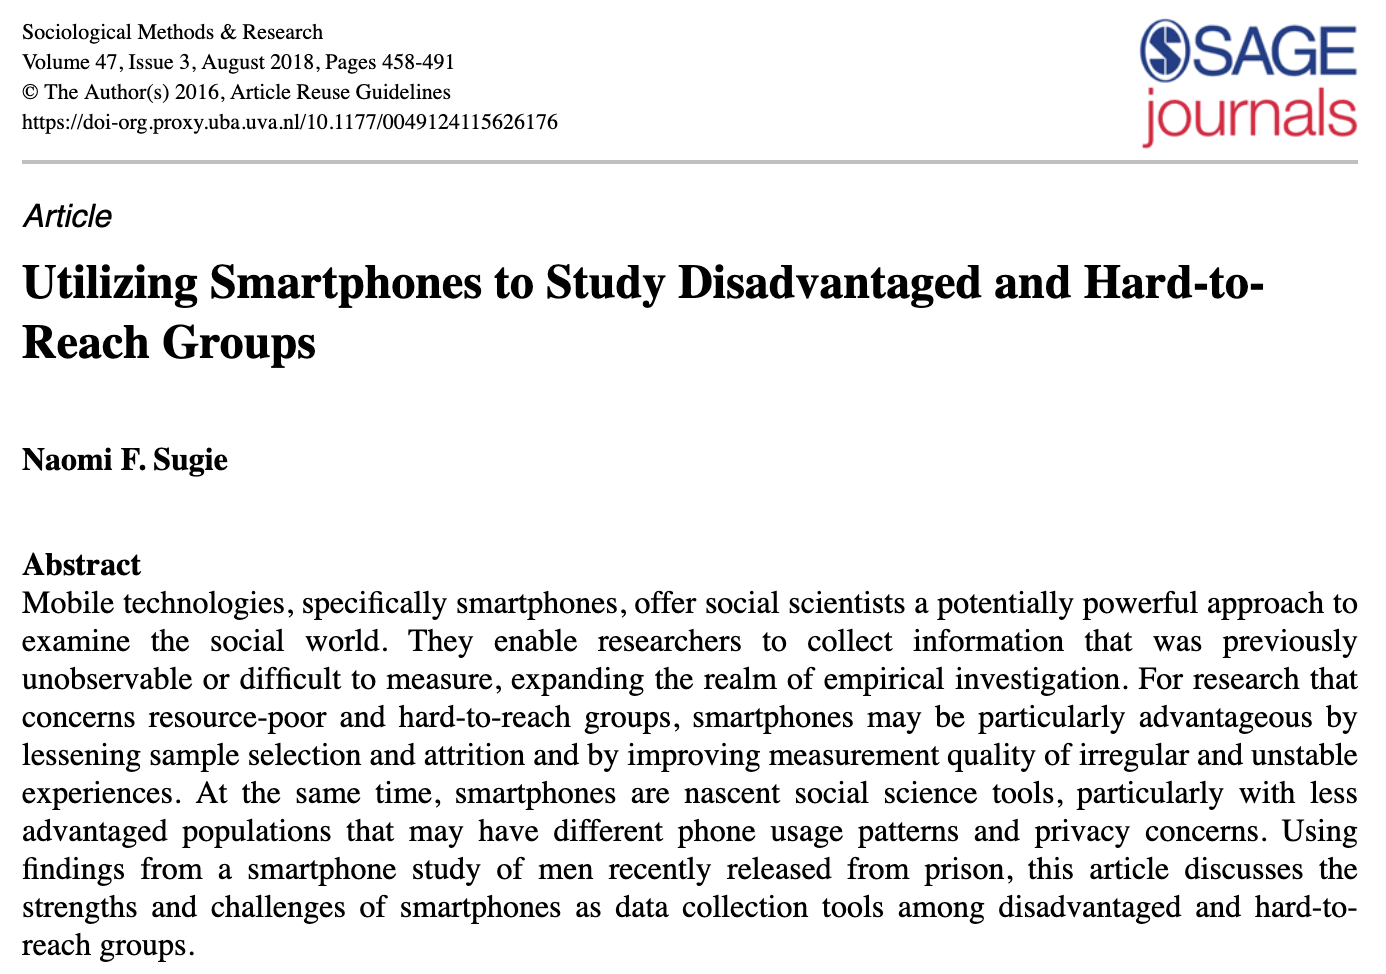 Sociological Methods & Research
Volume 47, Issue 3, August 2018, Pages 458-491
© The Author(s) 2016, Article Reuse Guidelines
https://doi-org.proxy.uba.uva.nl/10.1177/0049124115626176
SAGE
journals
Article
Utilizing Smartphones to Study Disadvantaged and Hard-to-
Reach Groups
Naomi F. Sugie
Abstract
Mobile technologies, specifically smartphones, offer social scientists a potentially powerful approach to
examine the social world. They enable researchers to collect information that was previously
unobservable or difficult to measure, expanding the realm of empirical investigation. For research that
concerns resource-poor and hard-to-reach groups, smartphones may be particularly advantageous by
lessening sample selection and attrition and by improving measurement quality of irregular and unstable
experiences. At the same time, smartphones are nascent social science tools, particularly with less
advantaged populations that may have different phone usage patterns and privacy concerns. Using
findings from a smartphone study of men recently released from prison, this article discusses the
strengths and challenges of smartphones as data collection tools among disadvantaged and hard-to-
reach groups.